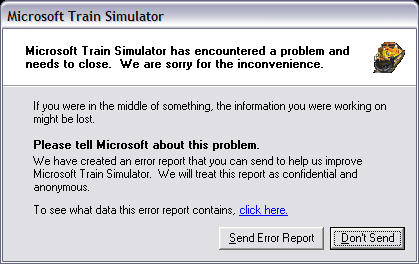 Microsoft Train Simulator
Microsoft Train Simulator has encountered a problem and
needs to close.  We are sorry for the inconvenience.
If you were in the middle of something, the information you were working on
might be lost.
Please tell Microsoft about this problem.
We have created an error report that you can send to help us improve
Microsoft Train Simulator.  We will treat this report as confidential and
anonymous.
To see what data this error report contains, click here.
Send Error Report
Don't Send